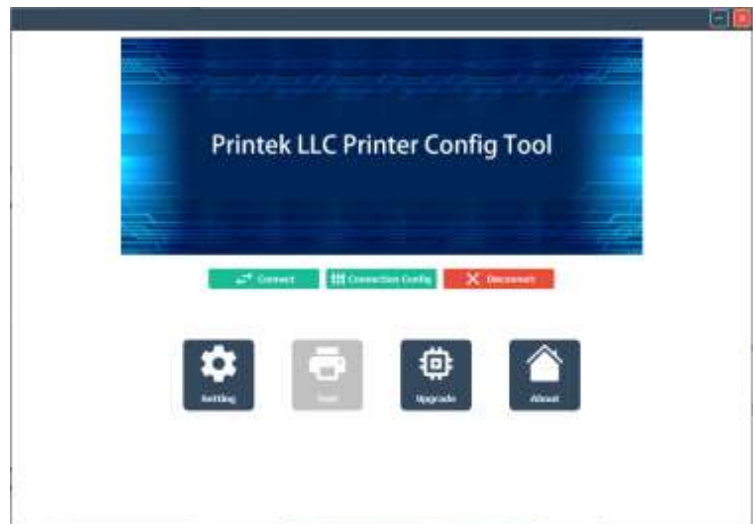 Printek LLC Printer Config Tool
Connect Connection Config Disconnect
Setting Upgrade About